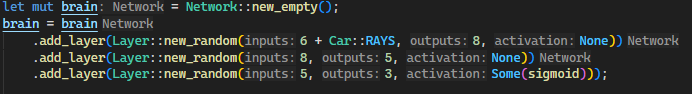 let mut brain: Network = Network::new_empty();
brain = brain Network
.add_layer(Layer::new_random(inputs: 6 + Car::RAYS, outputs: 8, activation: None)) Network
.add_layer(Layer::new_random(inputs: 8, outputs: 5, activation: None)) Network
.add_layer(Layer::new_random(inputs: 5, outputs: 3, activation: Some(sigmoid)));